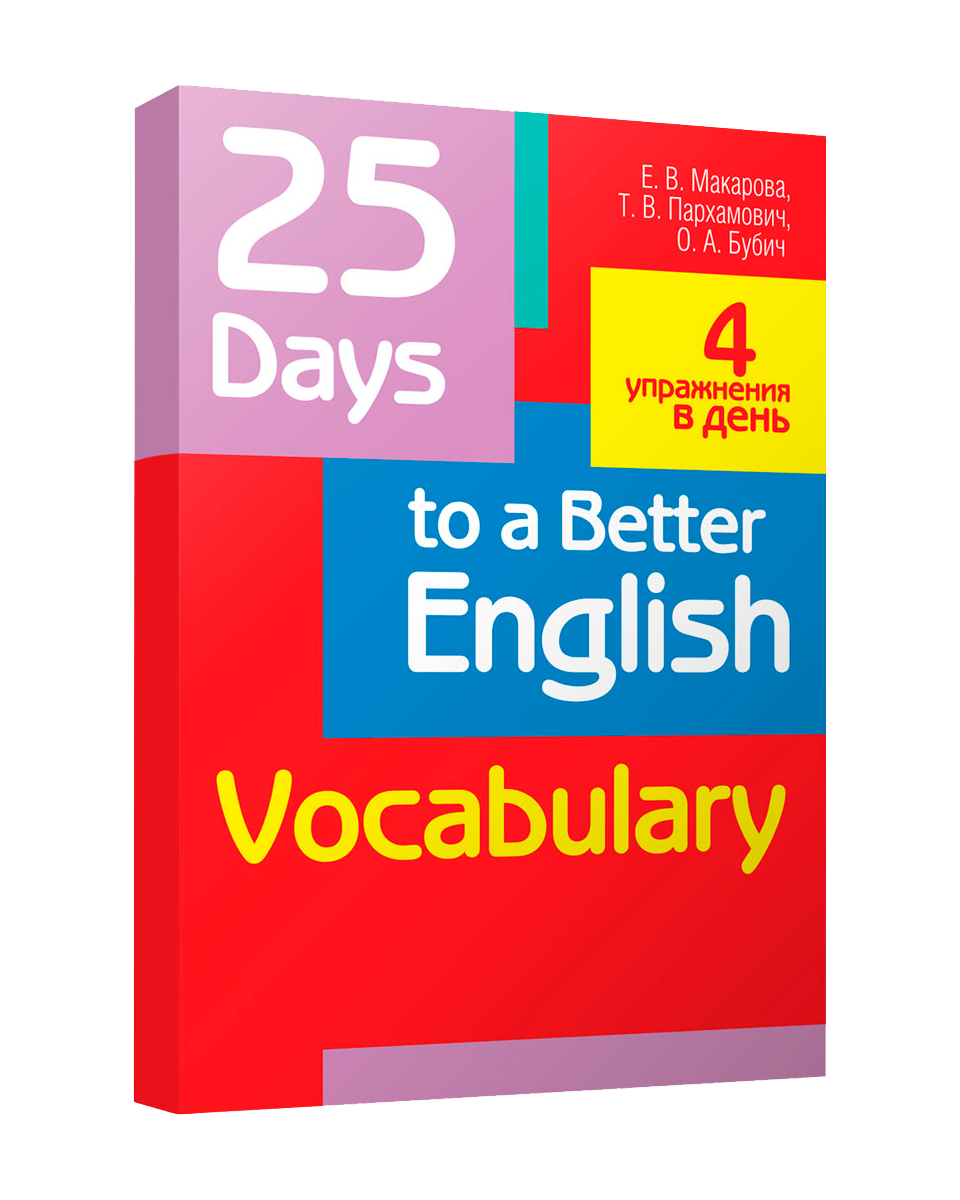 25
Days
Е. В. Макарова,
Т. В. Пархамович,
О. А. Бубич
4
упражнения
в день
to a Better
English
Vocabulary